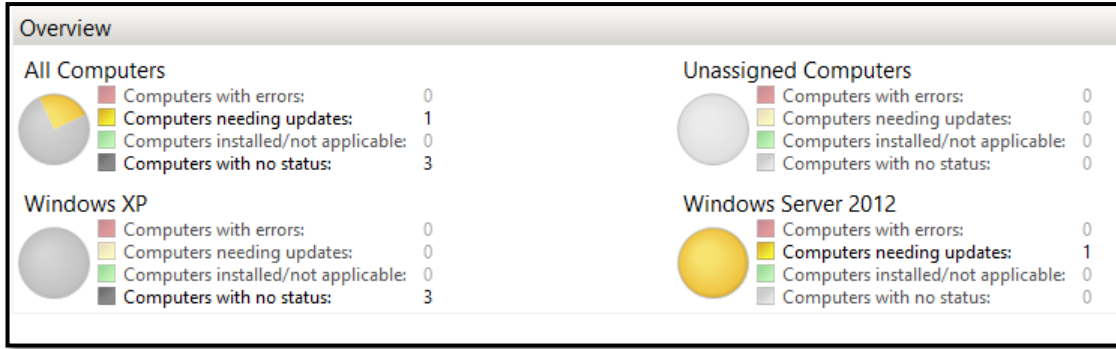 Overview
All Computers
Computers with errors: 0
Computers needing updates: 1
Computers installed/not applicable: 0
Computers with no status: 3
Unassigned Computers
Computers with errors: 0
Computers needing updates: 0
Computers installed/not applicable: 0
Computers with no status: 0
Windows XP
Computers with errors: 0
Computers needing updates: 0
Computers installed/not applicable: 0
Computers with no status: 3
Windows Server 2012
Computers with errors: 0
Computers needing updates: 1
Computers installed/not applicable: 0
Computers with no status: 0